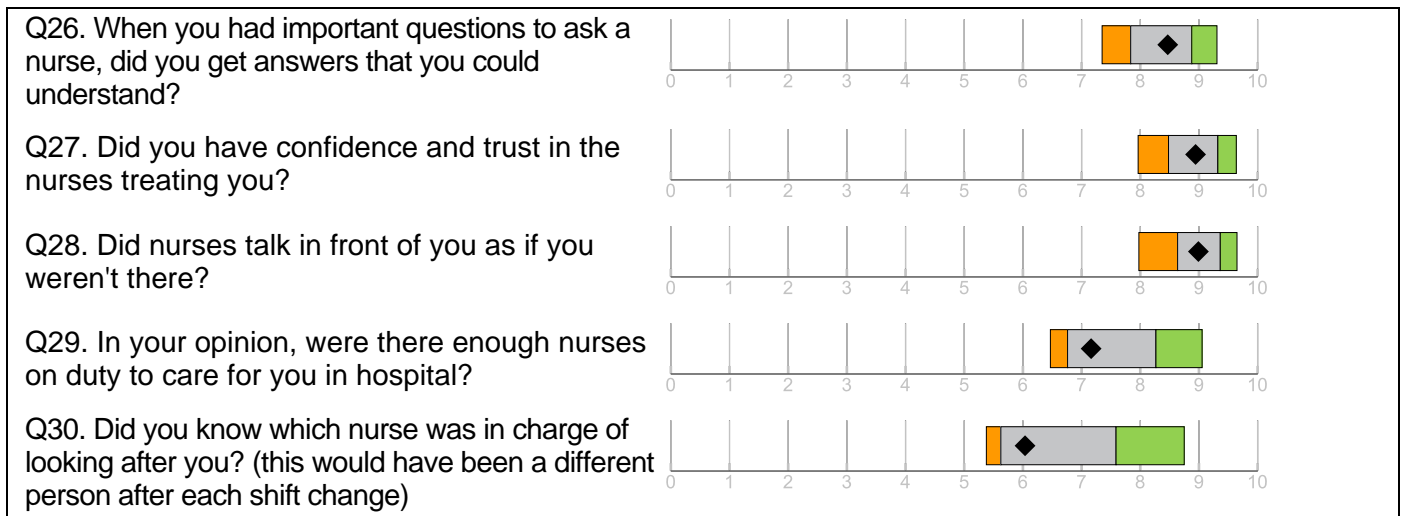 Q26. When you had important questions to ask a
nurse, did you get answers that you could
understand?
0 1 2 3 4 5 6 7 8 9 10
Q27. Did you have confidence and trust in the
nurses treating you?
0 1 2 3 4 5 6 7 8 9 10
Q28. Did nurses talk in front of you as if you
weren't there?
0 1 2 3 4 5 6 7 8 9 10
Q29. In your opinion, were there enough nurses
on duty to care for you in hospital?
0 1 2 3 4 5 6 7 8 9 10
Q30. Did you know which nurse was in charge of
looking after you? (this would have been a different
person after each shift change)
0 1 2 3 4 5 6 7 8 9 10